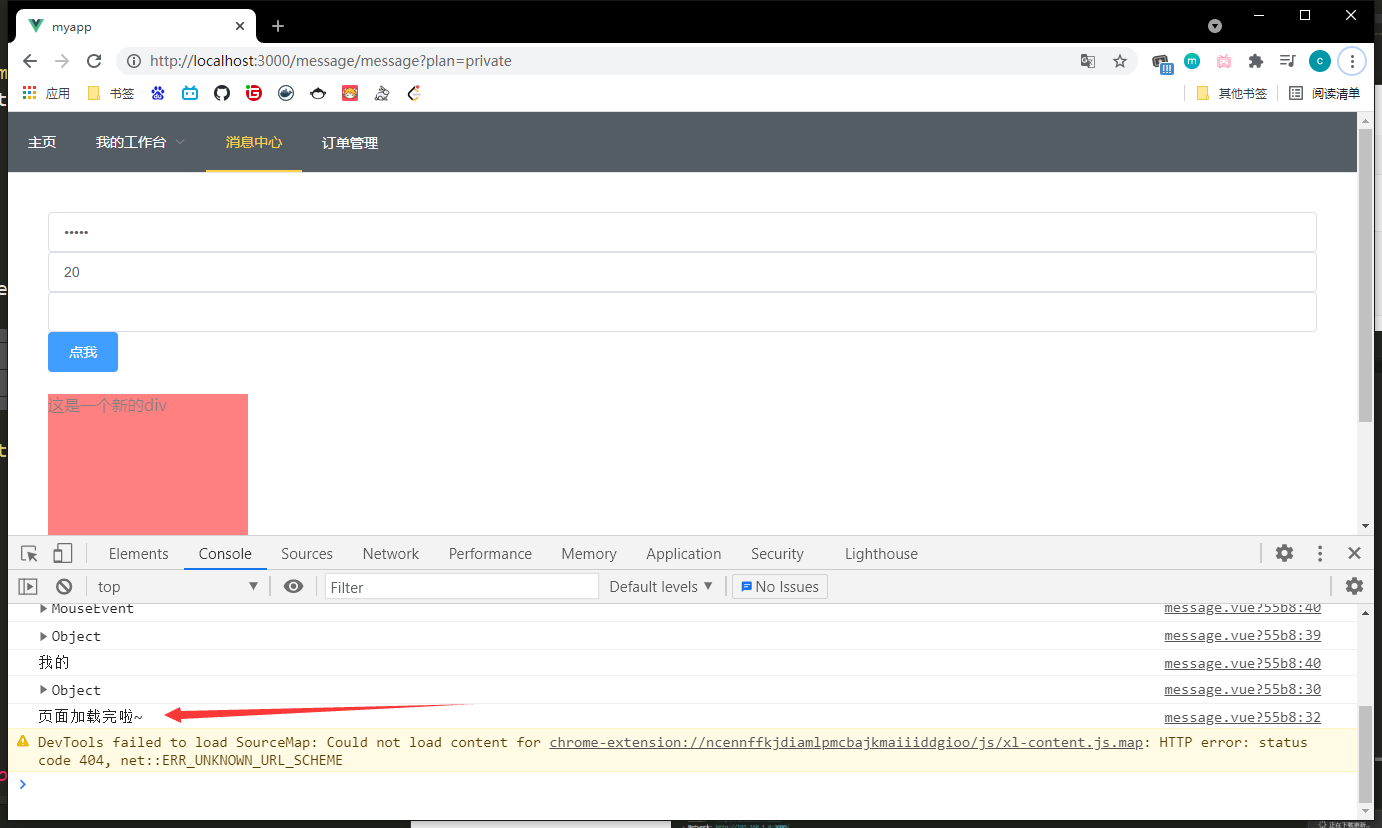 myapp
http://localhost:3000/message/message?plan=private
应用 书签 其他书签 阅读清单
主页 我的工作台 消息中心 订单管理
•••••
20
点我
这是一个新的div
Elements Console Sources Network Performance Memory Application Security Lighthouse
top Filter Default levels No Issues
MouseEvent message.vue?55b8:40
Object message.vue?55b8:39
我的 message.vue?55b8:40
Object message.vue?55b8:30
页面加载完啦~ message.vue?55b8:32
DevTools failed to load SourceMap: Could not load content for chrome-extension://ncennffkjdiamlpmcbajkmaiiiddgioo/js/xl-content.js.map: HTTP error: status
code 404, net::ERR_UNKNOWN_URL_SCHEME